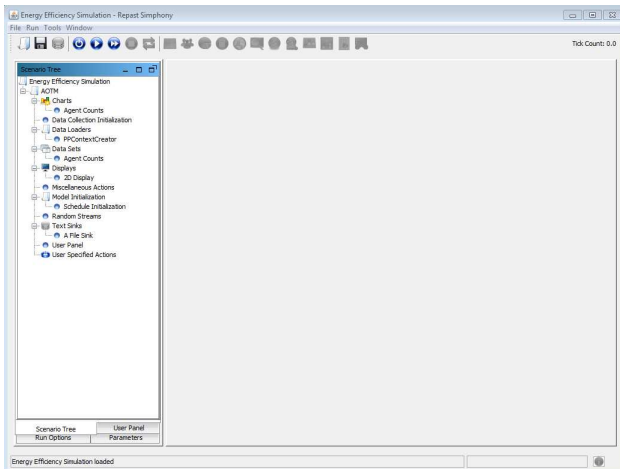 Energy Efficiency Simulation - Repast Simphony
File Run Tools Window
Tick Count: 0.0
Scenario Tree
Energy Efficiency Simulation
AOTM
Charts
Agent Counts
Data Collection Initialization
Data Loaders
PPContextCreator
Data Sets
Agent Counts
Displays
2D Display
Miscellaneous Actions
Model Initialization
Schedule Initialization
Random Streams
Text Sinks
A File Sink
User Panel
User Specified Actions
Scenario Tree User Panel
Run Options Parameters
Energy Efficiency Simulation loaded